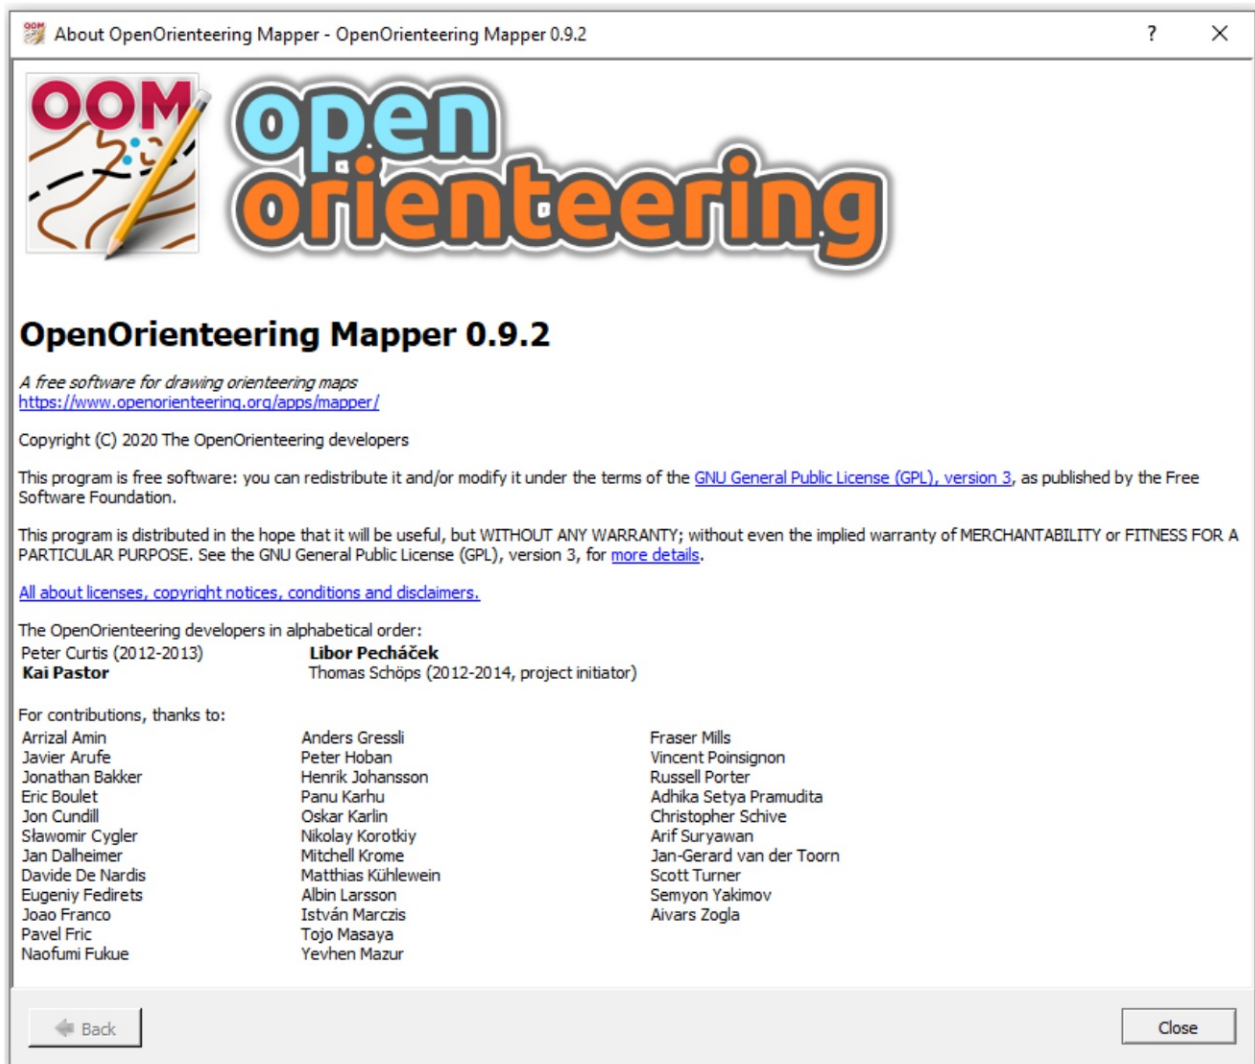 About OpenOrienteering Mapper - OpenOrienteering Mapper 0.9.2
OOM
open
orienteering
OpenOrienteering Mapper 0.9.2
A free software for drawing orienteering maps
https://www.openorienteering.org/apps/mapper/
Copyright (C) 2020 The OpenOrienteering developers
This program is free software: you can redistribute it and/or modify it under the terms of the GNU General Public License (GPL), version 3, as published by the Free
Software Foundation.
This program is distributed in the hope that it will be useful, but WITHOUT ANY WARRANTY; without even the implied warranty of MERCHANTABILITY or FITNESS FOR A
PARTICULAR PURPOSE. See the GNU General Public License (GPL), version 3, for more details.
All about licenses, copyright notices, conditions and disclaimers.
The OpenOrienteering developers in alphabetical order:
Peter Curtis (2012-2013) Libor Pecháček
Kai Pastor Thomas Schöps (2012-2014, project initiator)
For contributions, thanks to:
Arrizal Amin Anders Gressli Fraser Mills
Javier Arufe Peter Hoban Vincent Poinsignon
Jonathan Bakker Henrik Johansson Russell Porter
Eric Boulet Panu Karhu Adhika Setya Pramudita
Jon Cundill Oskar Karlin Christopher Schive
Sławomir Cygler Nikolay Korotkiy Arif Suryawan
Jan Dalheimer Mitchell Krome Jan-Gerard van der Toorn
Davide De Nardis Matthias Kühlewein Scott Turner
Eugeniy Fedirets Albin Larsson Semyon Yakimov
Joao Franco István Marczis Aivars Zogla
Pavel Fric Tojo Masaya
Naofumi Fukue Yevhen Mazur
Back Close